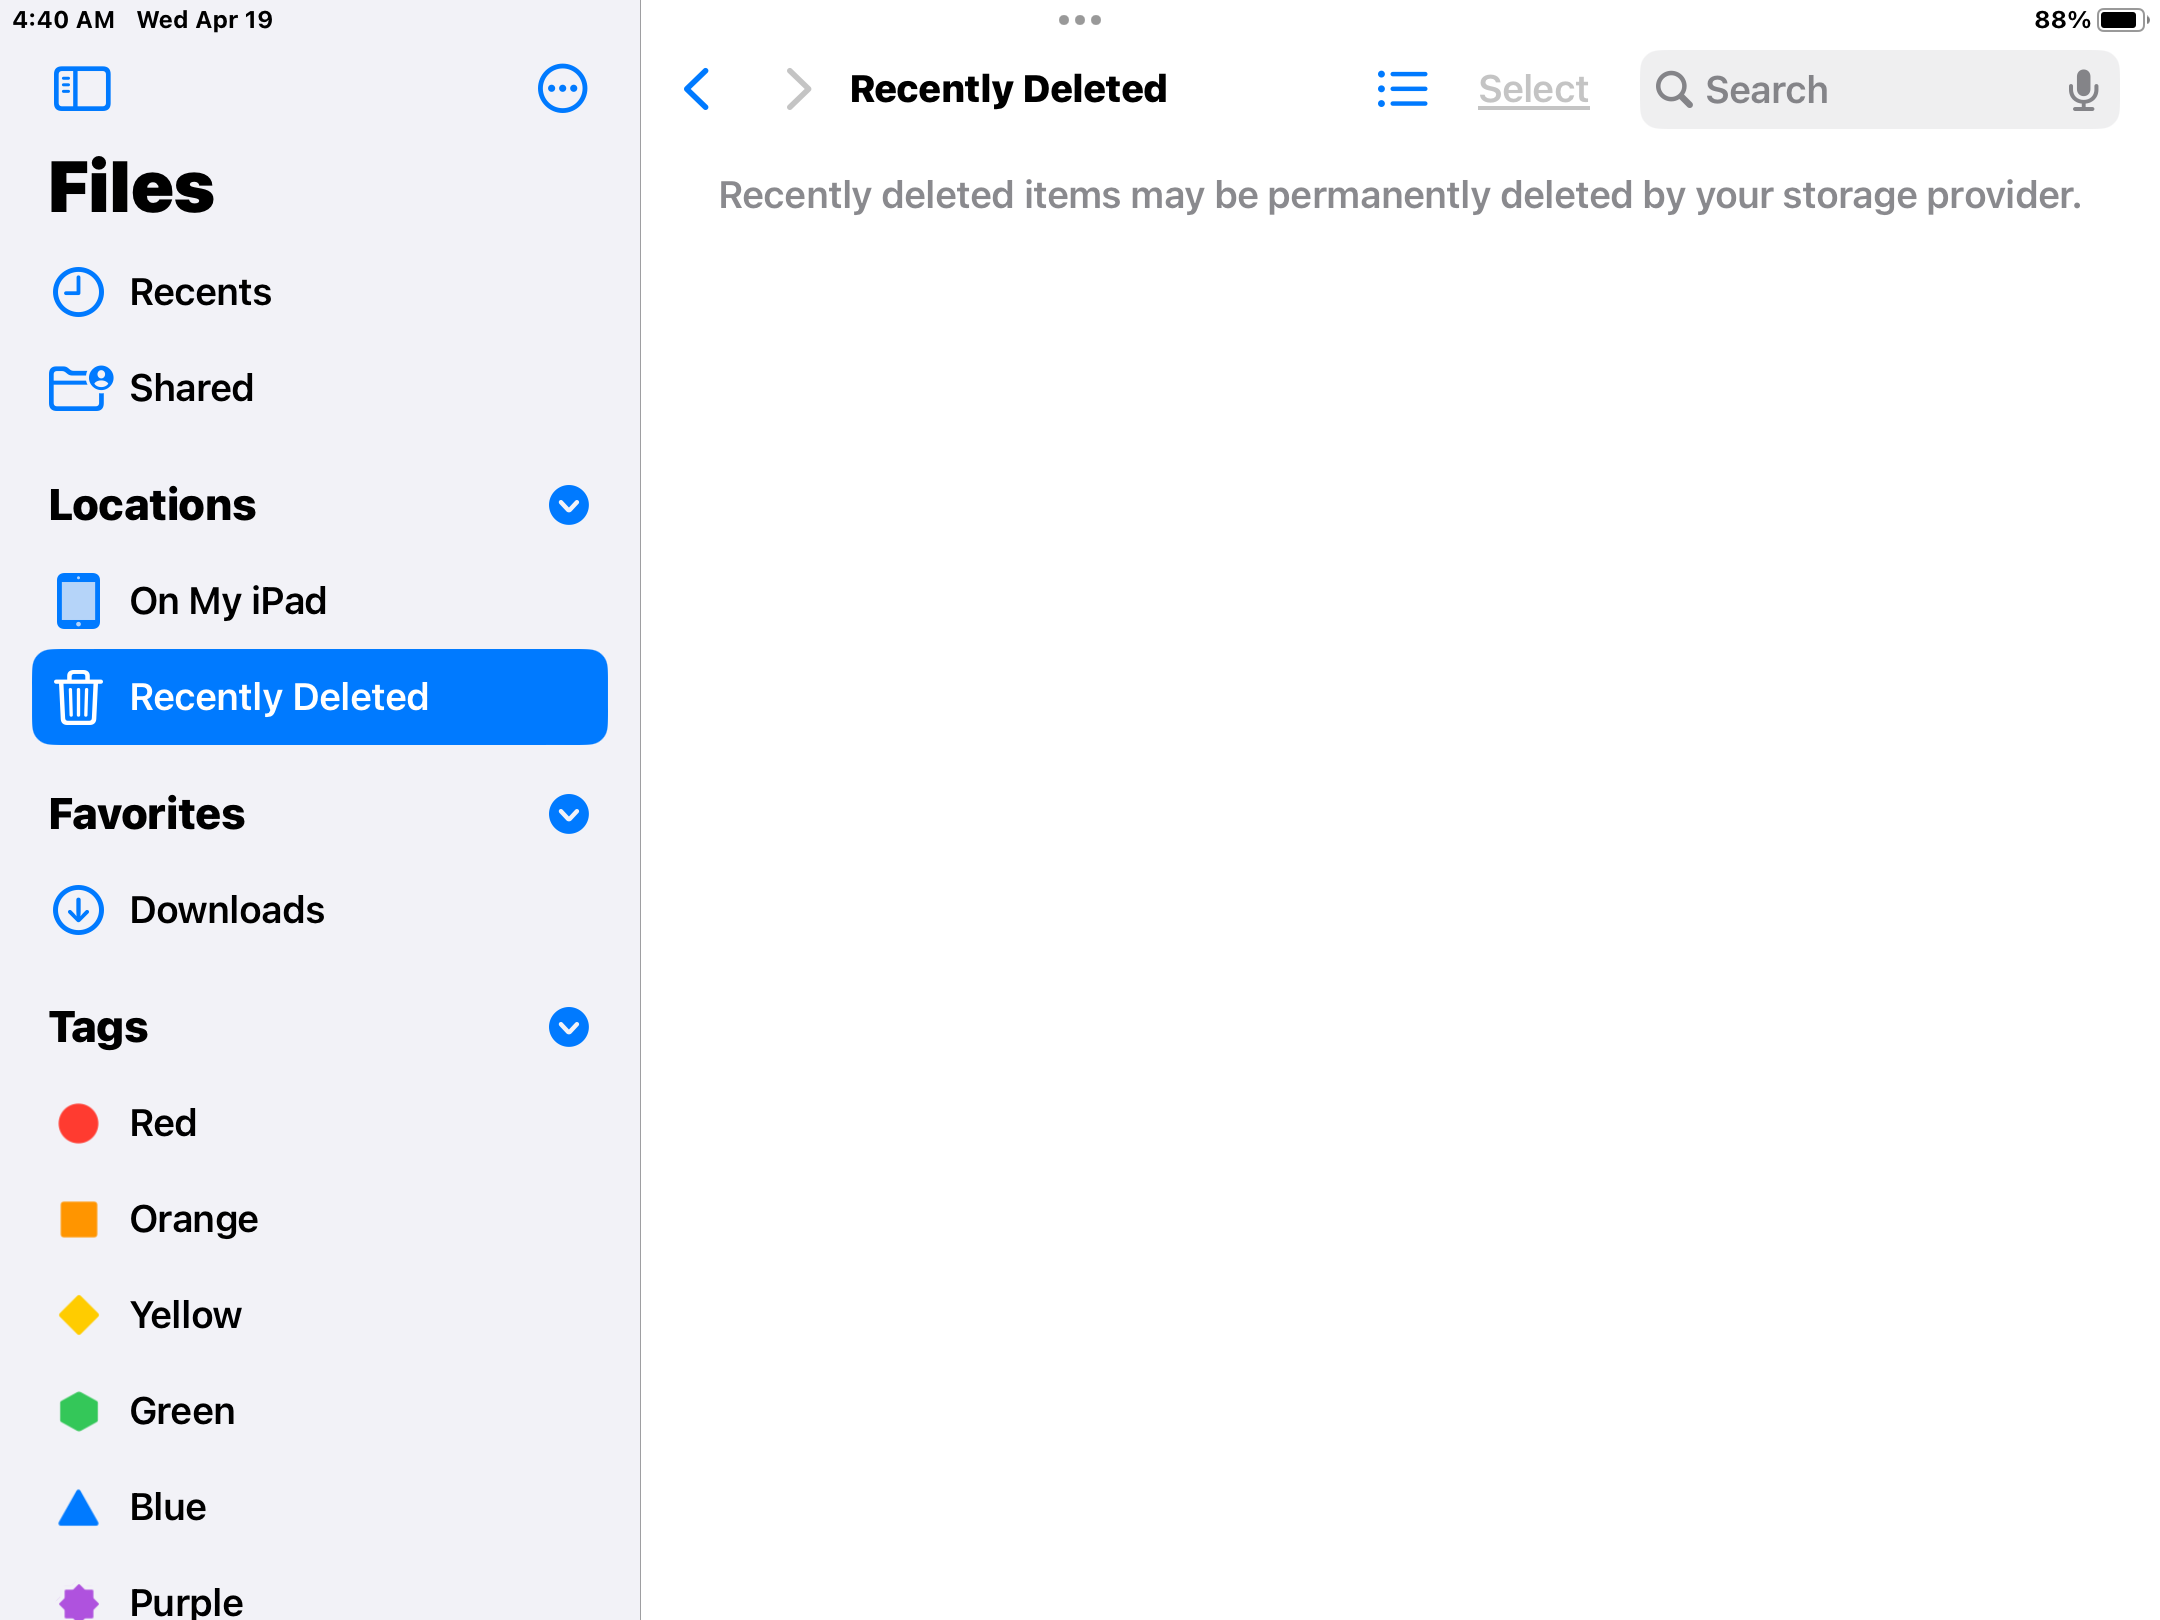 4:40 AM Wed Apr 19
88%
Files
Recents
Shared
Locations
On My iPad
Recently Deleted
Favorites
Downloads
Tags
Red
Orange
Yellow
Green
Blue
Purple
Recently Deleted
Select
Search
Recently deleted items may be permanently deleted by your storage provider.